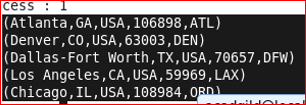 cess : 1
(Atlanta,GA,USA,106898,ATL)
(Denver,CO,USA,63003,DEN)
(Dallas-Fort Worth,TX,USA,70657,DFW)
(Los Angeles,CA,USA,59969,LAX)
(Chicago,IL,USA,108984,ORD)